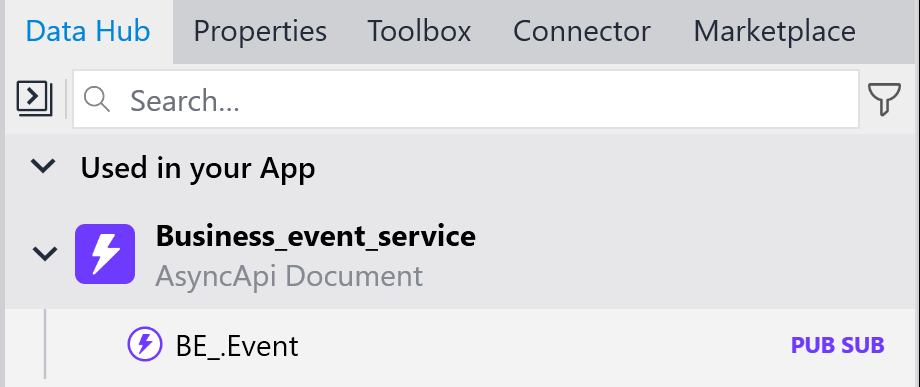 Data Hub Properties Toolbox Connector Marketplace
Search...
Used in your App
Business_event_service
AsyncApi Document
BE_.Event PUB SUB